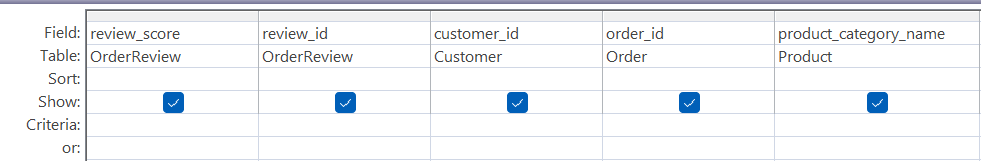 Field: review_score review_id customer_id order_id product_category_name
Table: OrderReview OrderReview Customer Order Product
Sort:
Show:
Criteria:
or: